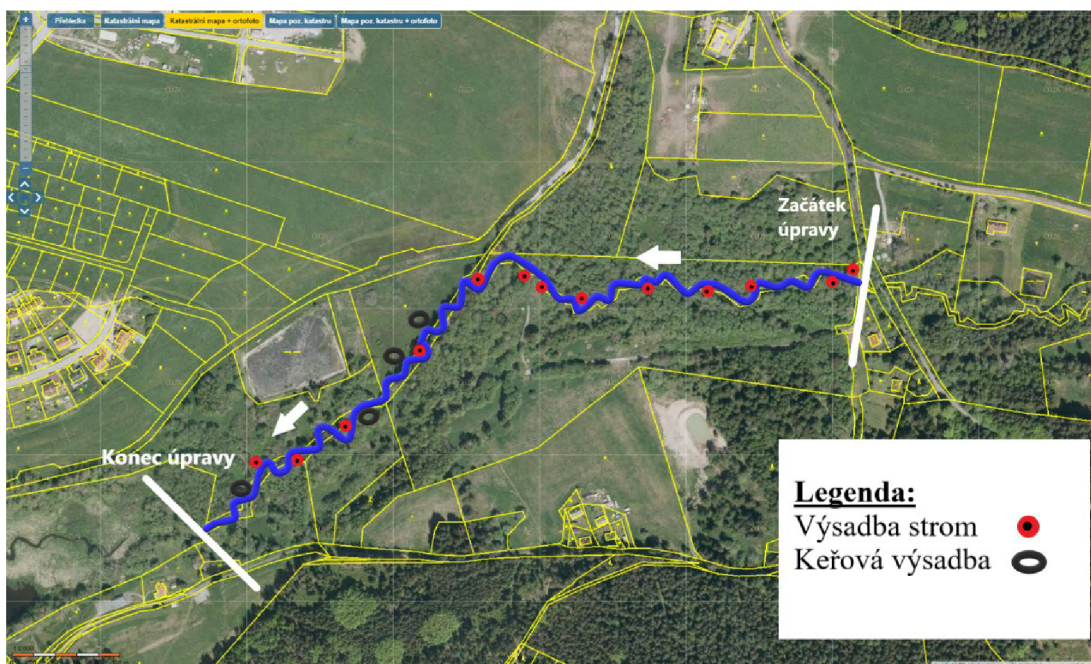 Přehledka
Katastrální mapa
Katastrální mapa + ortofoto
Mapa poz. katastru
Mapa poz. katastru + ortofoto
Začátek
úpravy
Konec úpravy
Legenda:
Výsadba strom
Keřová výsadba